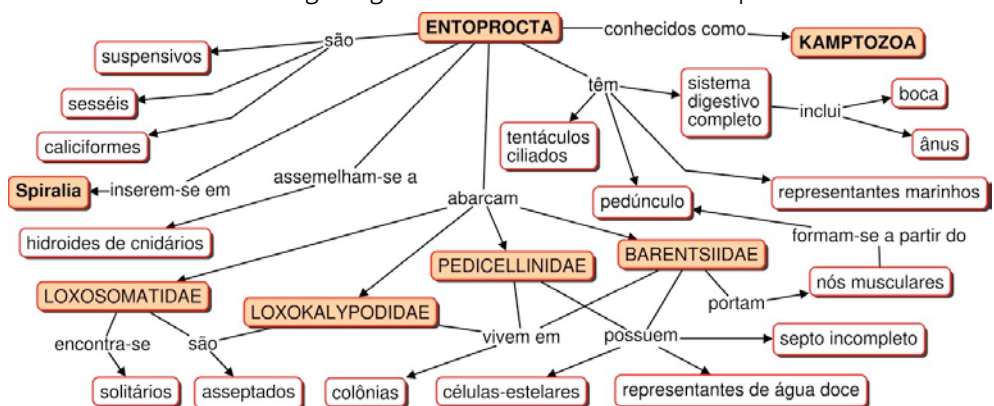 ENTOPROCTA
conhecidos como
KAMPTOZOA
são
suspensivos
sesséis
caliciformes
têm
sistema
digestivo
completo
inclui
boca
ânus
tentáculos
ciliados
pedúnculo
representantes marinhos
Spiralia
inserem-se em
assemelham-se a
hidroides de cnidários
abarcam
formam-se a partir do
nós musculares
LOXOSOMATIDAE
LOXOKALYPODIDAE
PEDICELLINIDAE
BARENTSIIDAE
portam
encontra-se
são
vivem em
possuem
septo incompleto
solitários
asseptados
colônias
células-estelares
representantes de água doce